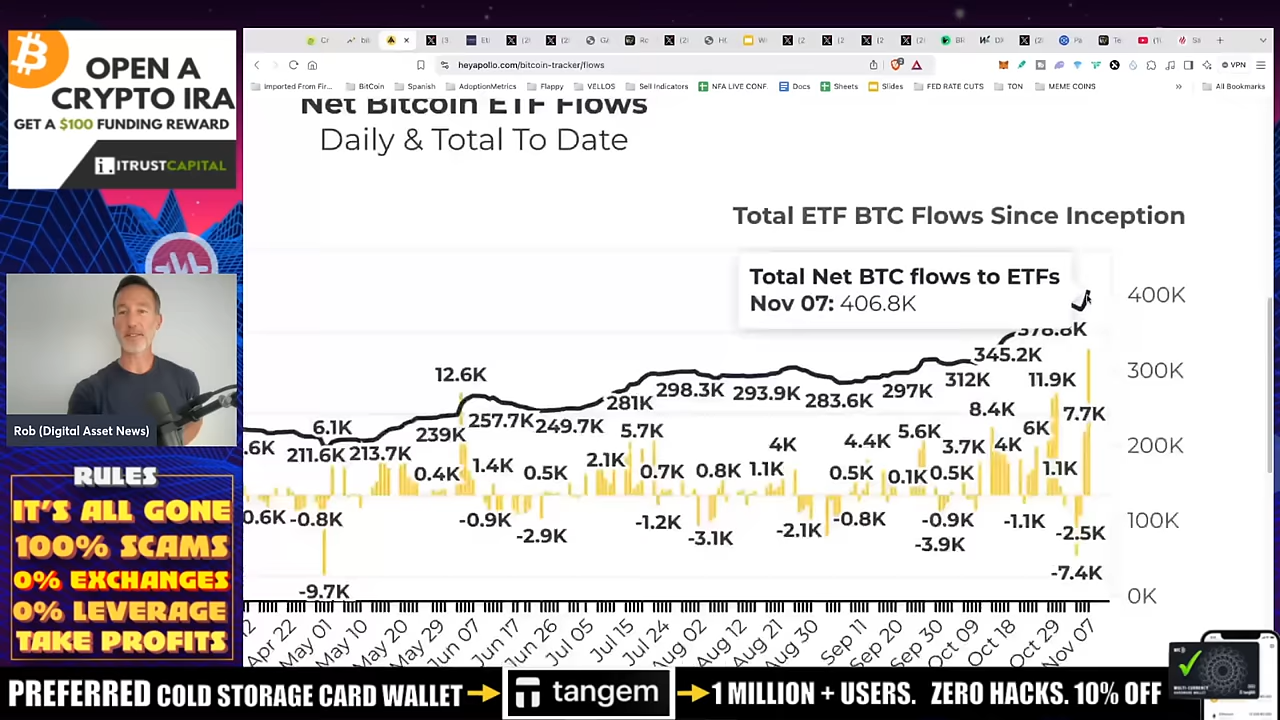 OPEN A
CRYPTO IRA
GET A $100 FUNDING REWARD
ITRUSTCAPITAL
Rob (Digital Asset News)
RULES
IT'S ALL GONE
100% SCAMS
0% EXCHANGES
0% LEVERAGE
TAKE PROFITS
heyapollo.com/bitcoin-tracker/flows
VPN
Imported From Fir...
BitCoin
Spanish
AdoptionMetrics
Flappy
VELLOS
Sell Indicators
NFA LIVE CONF.
Docs
Sheets
Slides
FED RATE CUTS
TON
MEME COINS
»
All Bookmarks
Net Bitcoin ETF Flows
Daily & Total To Date
Total ETF BTC Flows Since Inception
Total Net BTC flows to ETFs
Nov 07: 406.8K
400K
300K
200K
100K
0K
.6K
211.6K
213.7K
239K
257.7K
249.7K
281K
298.3K
293.9K
283.6K
297K
312K
345.2K
378.8K
6.1K
0.4K
12.6K
1.4K
0.5K
2.1K
5.7K
0.7K
0.8K
1.1K
4K
0.5K
4.4K
0.1K
5.6K
0.5K
3.7K
8.4K
4K
6K
11.9K
1.1K
7.7K
0.6K
-0.8K
-9.7K
-0.9K
-2.9K
-1.2K
-3.1K
-2.1K
-0.8K
-0.9K
-3.9K
-1.1K
-2.5K
-7.4K
12
Apr 22
May 01
May 10
May 20
May 29
Jun 07
Jun 17
Jun 26
Jul 05
Jul 15
Jul 24
Aug 02
Aug 12
Aug 21
Aug 30
Sep 11
Sep 20
Sep 30
Oct 09
Oct 18
Oct 29
Nov 07
PREFERRED COLD STORAGE CARD WALLET
tangem
1 MILLION + USERS. ZERO HACKS. 10% OFF